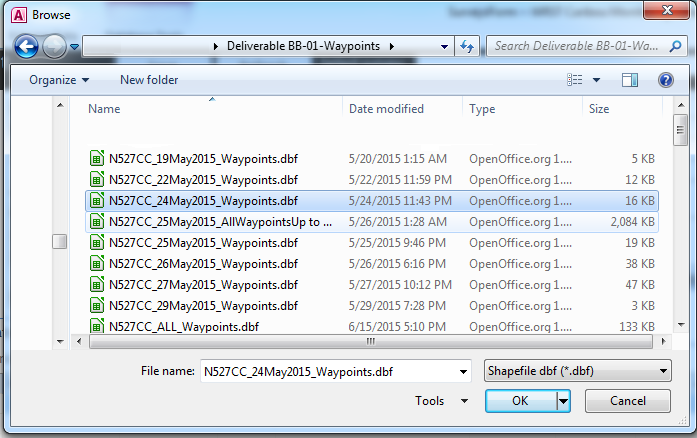 Browse
Deliverable BB-01-Waypoints
Search Deliverable BB-01-Wa...
Organize New folder
Name Date modified Type Size
N527CC_19May2015_Waypoints.dbf 5/20/2015 1:15 AM OpenOffice.org 1.... 5 KB
N527CC_22May2015_Waypoints.dbf 5/22/2015 11:59 PM OpenOffice.org 1.... 12 KB
N527CC_24May2015_Waypoints.dbf 5/24/2015 11:43 PM OpenOffice.org 1.... 16 KB
N527CC_25May2015_AllWaypointsUp to ... 5/26/2015 1:28 AM OpenOffice.org 1.... 2,084 KB
N527CC_25May2015_Waypoints.dbf 5/25/2015 9:46 PM OpenOffice.org 1.... 19 KB
N527CC_26May2015_Waypoints.dbf 5/26/2015 6:16 PM OpenOffice.org 1.... 38 KB
N527CC_27May2015_Waypoints.dbf 5/27/2015 10:12 PM OpenOffice.org 1.... 47 KB
N527CC_29May2015_Waypoints.dbf 5/29/2015 7:28 PM OpenOffice.org 1.... 3 KB
N527CC_ALL_Waypoints.dbf 6/15/2015 5:10 PM OpenOffice.org 1.... 133 KB
File name: N527CC_24May2015_Waypoints.dbf Shapefile dbf (*.dbf)
Tools OK Cancel